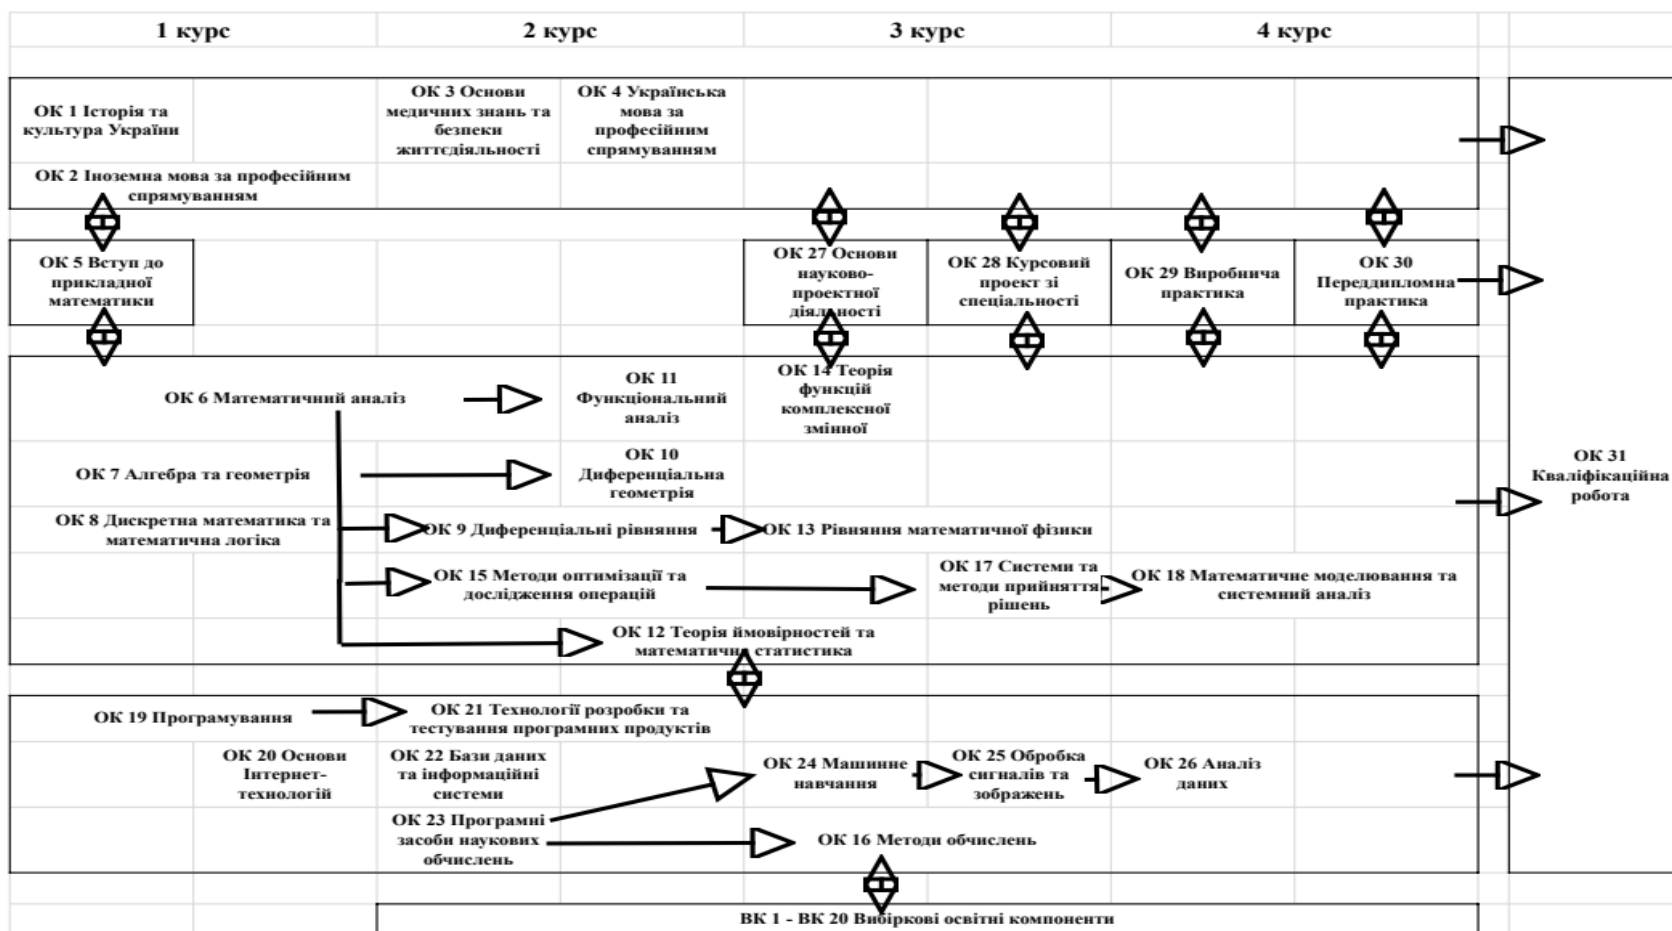 1 курс
2 курс
3 курс
4 курс
ОК 1 Історія та
культура України
ОК 3 Основи
медичних знань та
безпеки
життєдіяльності
ОК 4 Українська
мова за
професійним
спрямуванням
ОК 2 Іноземна мова за професійним
спрямуванням
ОК 5 Вступ до
прикладної
математики
ОК 27 Основи
науково-
проектної
діяльності
ОК 28 Курсовий
проект зі
спеціальності
ОК 29 Виробнича
практика
ОК 30
Переддипломна
практика
ОК 6 Математичний аналіз
ОК 11
Функціональний
аналіз
ОК 14 Теорія
функцій
комплексної
змінної
ОК 7 Алгебра та геометрія
ОК 10
Диференціальна
геометрія
ОК 31
Кваліфікаційна
робота
ОК 8 Дискретна математика та
математична логіка
ОК 9 Диференціальні рівняння
ОК 13 Рівняння математичної фізики
ОК 15 Методи оптимізації та
дослідження операцій
ОК 17 Системи та
методи прийняття
рішень
ОК 18 Математичне моделювання та
системний аналіз
ОК 12 Теорія ймовірностей та
математична статистика
ОК 19 Програмування
ОК 21 Технології розробки та
тестування програмних продуктів
ОК 20 Основи
Інтернет-
технологій
ОК 22 Бази даних
та інформаційні
системи
ОК 24 Машинне
навчання
ОК 25 Обробка
сигналів та
зображень
ОК 26 Аналіз
даних
ОК 23 Програмні
засоби наукових
обчислень
ОК 16 Методи обчислень
ВК 1 - ВК 20 Вибіркові освітні компоненти